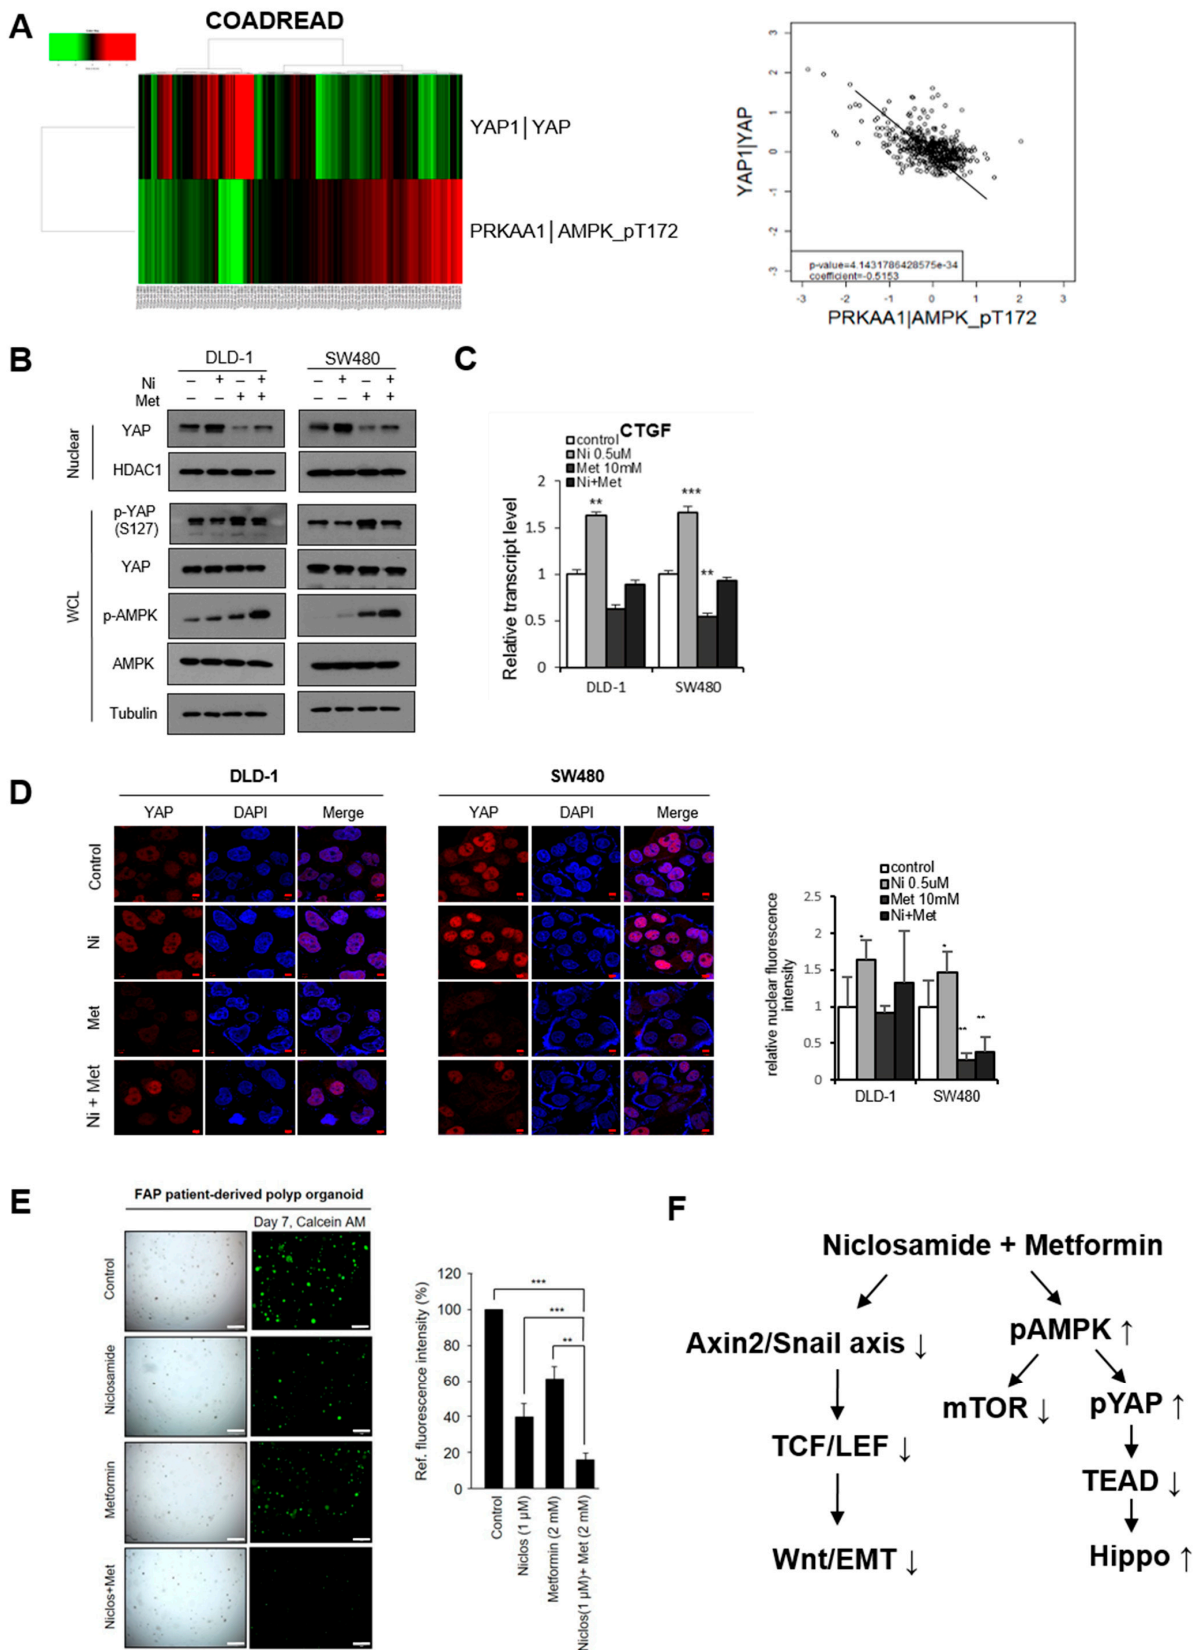 A
COADREAD
YAP1|YAP
PRKAA1|AMPK_pT172
YAP1|YAP
3
2
1
0
-1
-2
-3
p-value=4.1431786428575e-34
coefficient=-0.5153
-3 -2 -1 0 1 2 3
PRKAA1|AMPK_pT172
B
DLD-1 SW480
Ni − + − + − + − +
Met − − + + − − + +
Nuclear
YAP
HDAC1
WCL
p-YAP
(S127)
YAP
p-AMPK
AMPK
Tubulin
C
CTGF
control
Ni 0.5uM
Met 10mM
Ni+Met
Relative transcript level
2
1.5
1
0.5
0
** *** **
DLD-1 SW480
D
DLD-1 SW480
YAP DAPI Merge YAP DAPI Merge
Control
Ni
Met
Ni + Met
control
Ni 0.5uM
Met 10mM
Ni+Met
relative nuclear fluorescence
intensity
2.5
2
1.5
1
0.5
0
* * ** **
DLD-1 SW480
E
FAP patient-derived polyp organoid
Day 7, Calcein AM
Control
Niclosamide
Metformin
Niclos+Met
Ref. fluorescence intensity (%)
120
100
80
60
40
20
0
***
***
**
Control
Niclos (1 μM)
Metformin (2 mM)
Niclos(1 μM)+ Met (2 mM)
F
Niclosamide + Metformin
Axin2/Snail axis ↓
pAMPK ↑
mTOR ↓
pYAP ↑
TCF/LEF ↓
TEAD ↓
Wnt/EMT ↓
Hippo ↑